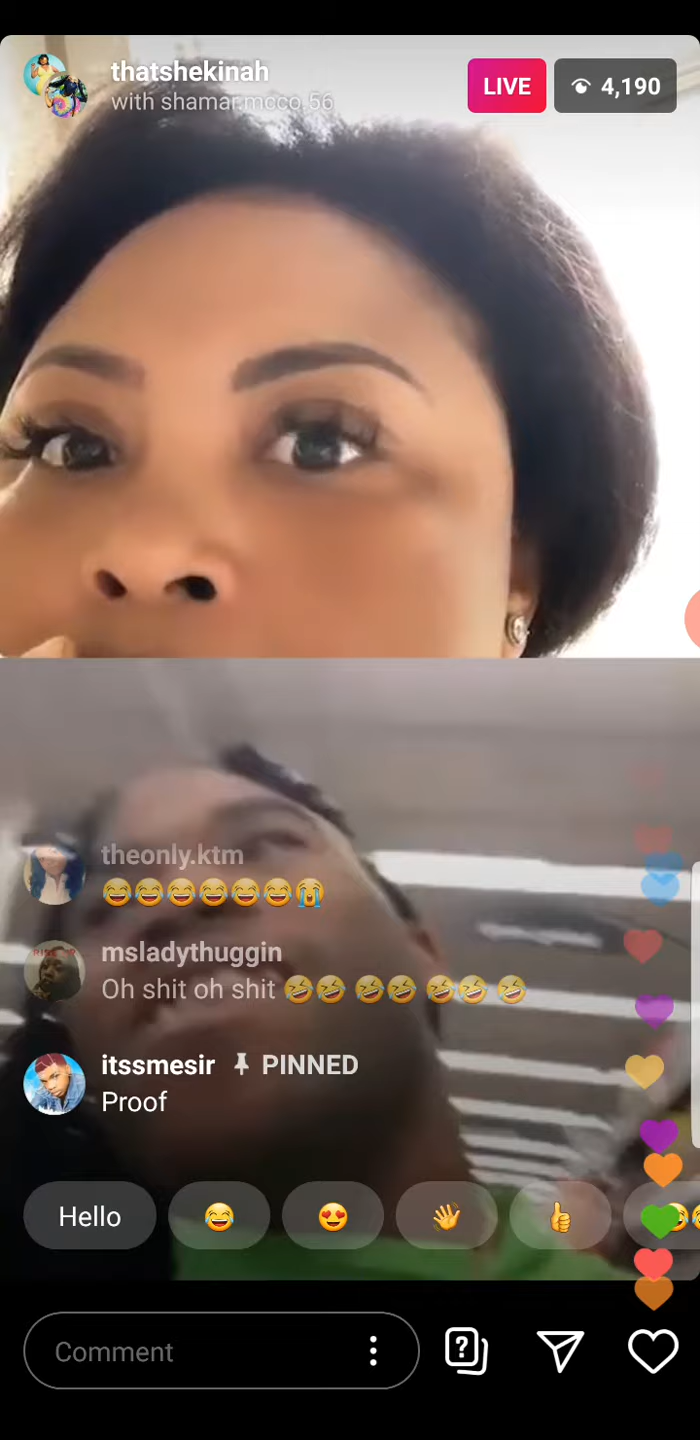 thatshekinah
with shamar.mcco.56
LIVE
4,190
theonly.ktm
😂😂😂😂😂😂😭
msladythuggin
Oh shit oh shit 🤣🤣 🤣🤣 🤣🤣 🤣
itssmesir PINNED
Proof
Hello 😂 😍 👋 👍
Comment